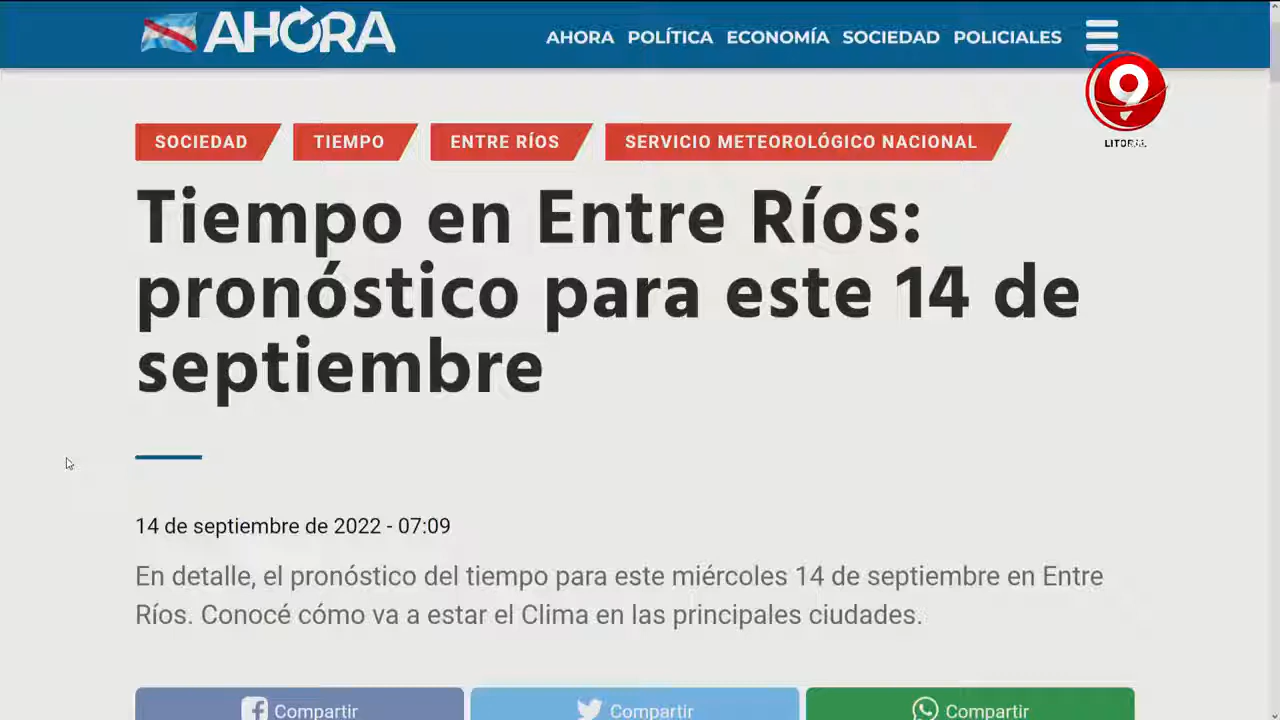 AHORA
AHORA POLÍTICA ECONOMÍA SOCIEDAD POLICIALES
9
LITORAL
SOCIEDAD TIEMPO ENTRE RÍOS SERVICIO METEOROLÓGICO NACIONAL
Tiempo en Entre Ríos:
pronóstico para este 14 de
septiembre
14 de septiembre de 2022 - 07:09
En detalle, el pronóstico del tiempo para este miércoles 14 de septiembre en Entre
Ríos. Conocé cómo va a estar el Clima en las principales ciudades.
Compartir Compartir Compartir